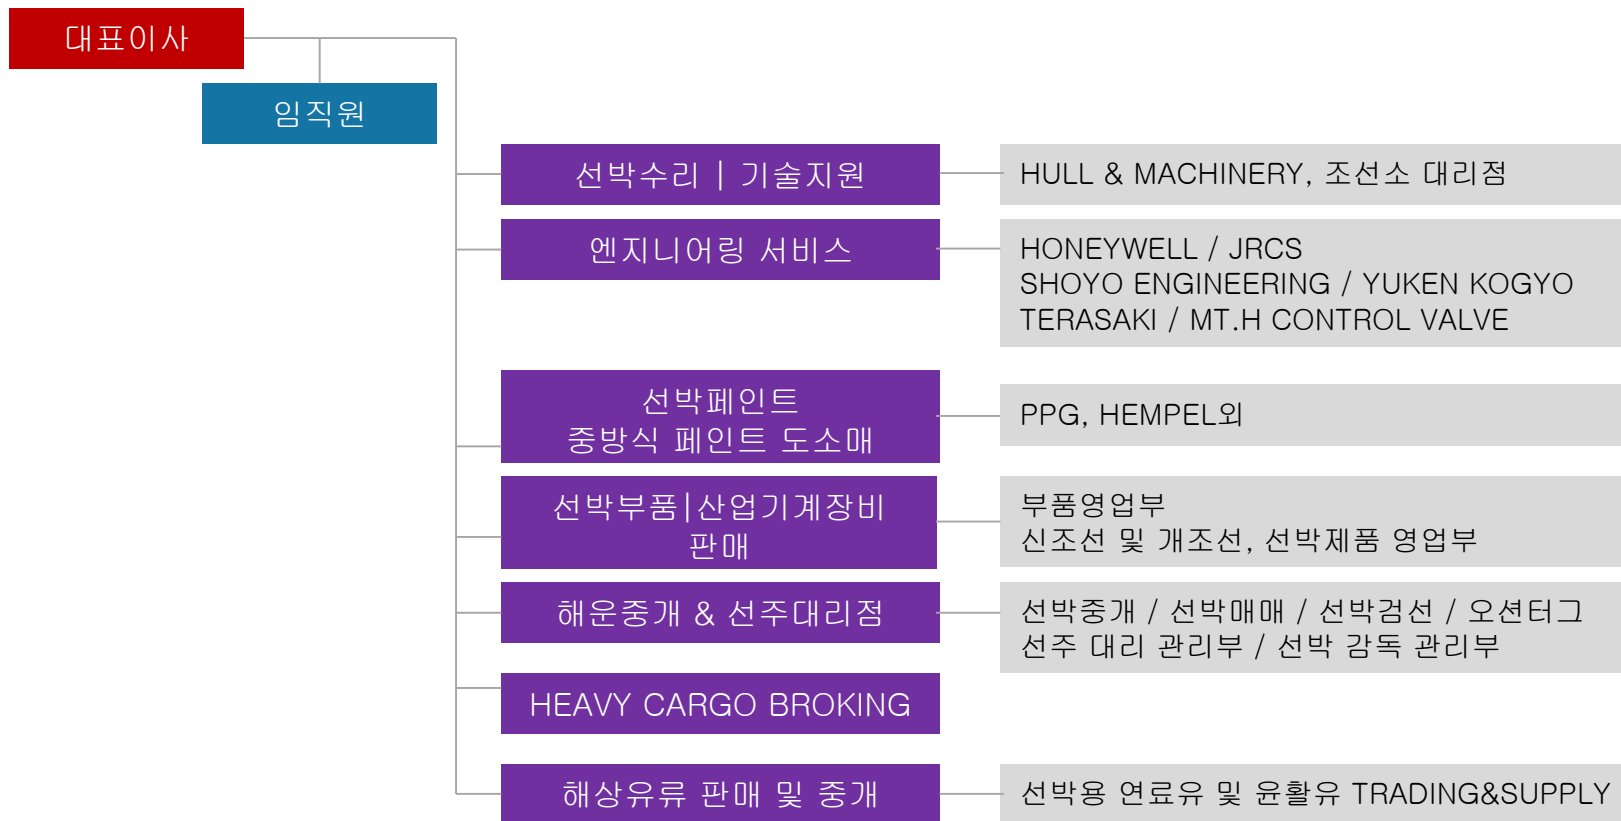 대표이사
임직원
선박수리 | 기술지원
HULL & MACHINERY, 조선소 대리점
엔지니어링 서비스
HONEYWELL / JRCS
SHOYO ENGINEERING / YUKEN KOGYO
TERASAKI / MT.H CONTROL VALVE
선박페인트
중방식 페인트 도소매
PPG, HEMPEL외
선박부품|산업기계장비
판매
부품영업부
신조선 및 개조선, 선박제품 영업부
해운중개 & 선주대리점
선박중개 / 선박매매 / 선박검선 / 오션터그
선주 대리 관리부 / 선박 감독 관리부
HEAVY CARGO BROKING
해상유류 판매 및 중개
선박용 연료유 및 윤활유 TRADING&SUPPLY